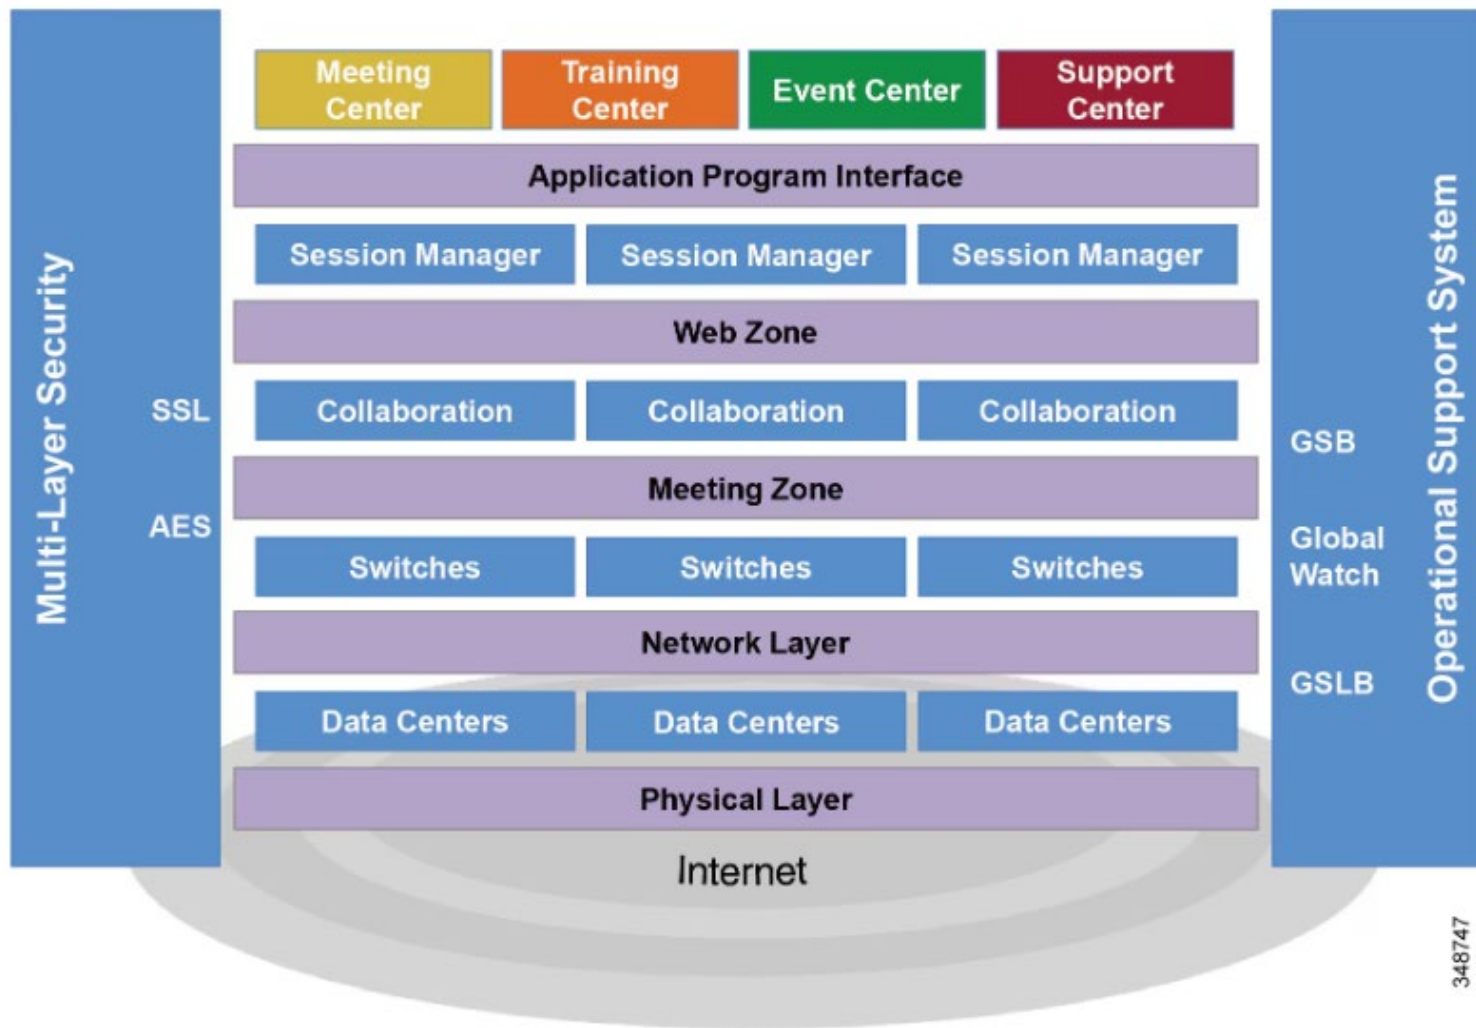 Meeting
Center
Training
Center
Event Center
Support
Center
Application Program Interface
Session Manager
Session Manager
Session Manager
Web Zone
Collaboration
Collaboration
Collaboration
Meeting Zone
Switches
Switches
Switches
Network Layer
Data Centers
Data Centers
Data Centers
Physical Layer
Internet
Multi-Layer Security
SSL
AES
GSB
Global
Watch
GSLB
Operational Support System
348747